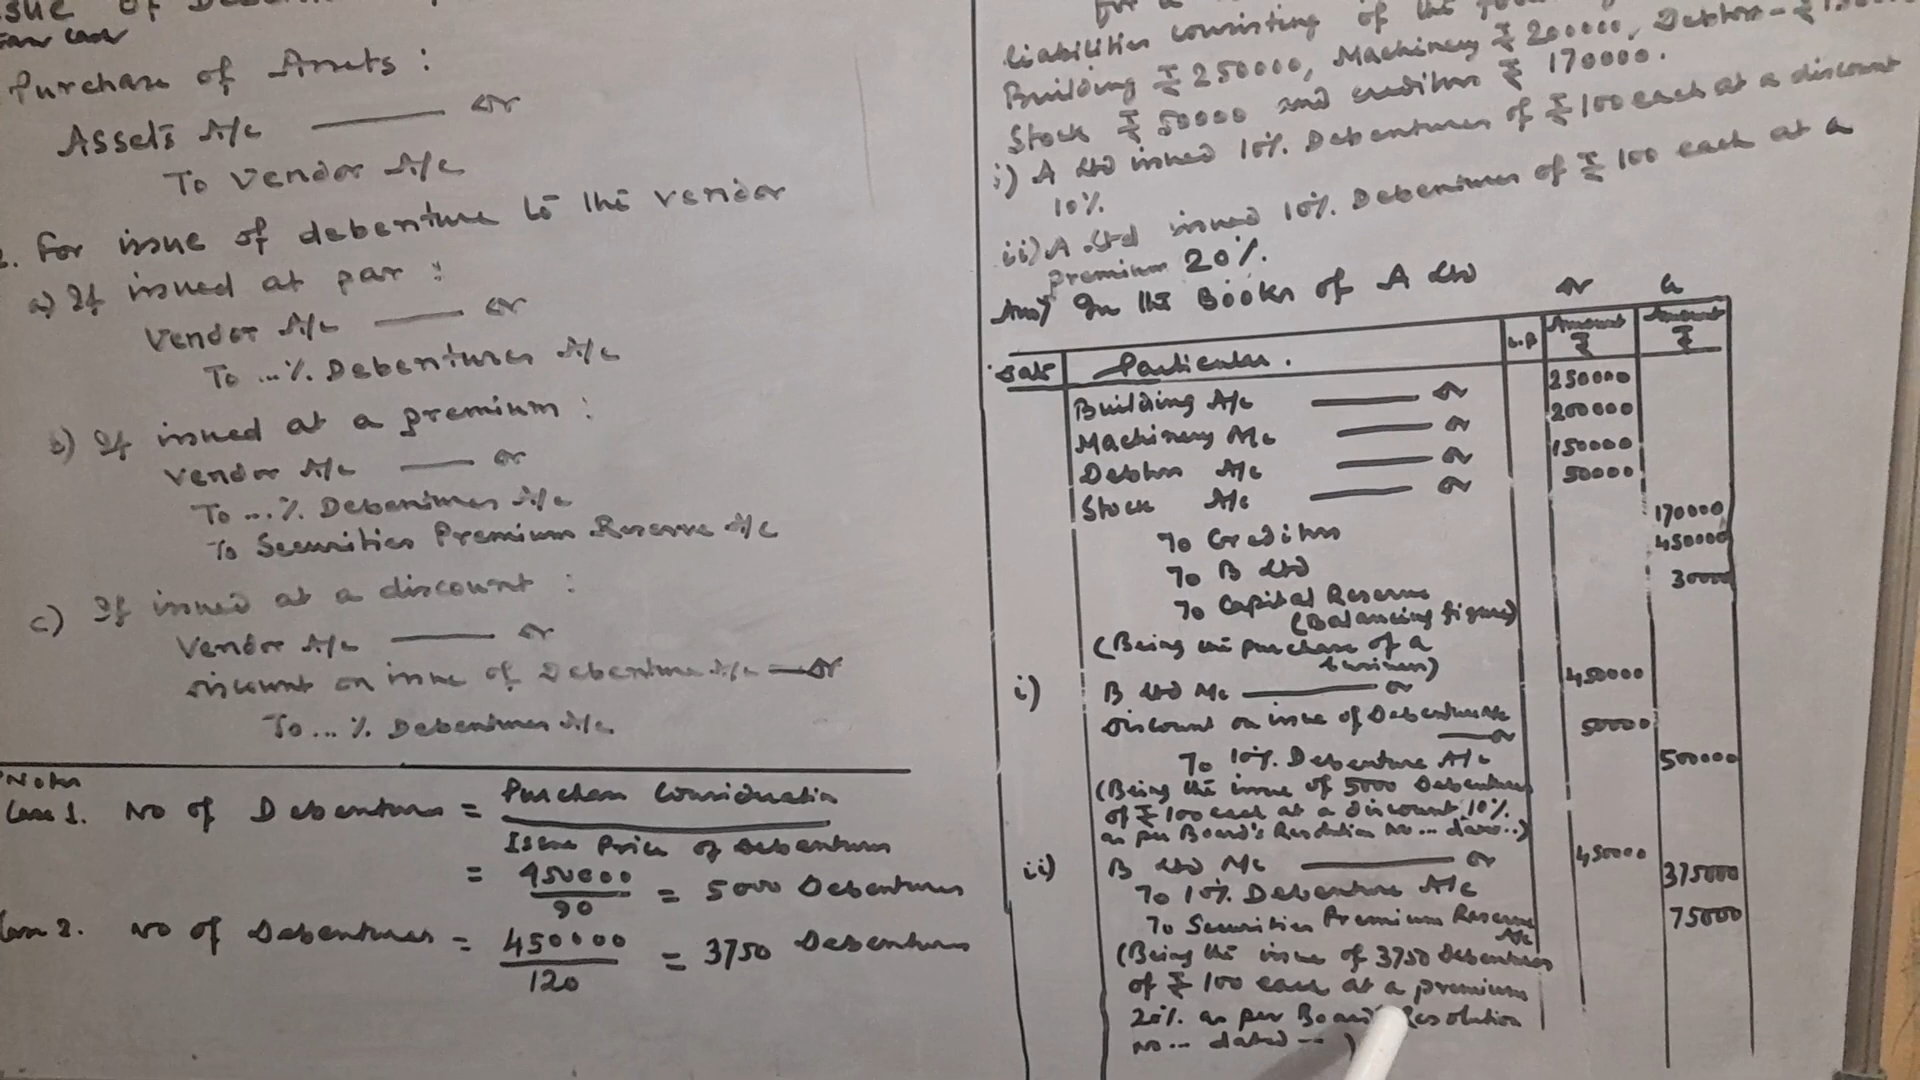 Purchase of Assets :
Assets A/c ——— Dr
To Vendor A/c
2. For issue of debenture to the vendor
a) If issued at par :
Vendor A/c ——— Dr
To ...% Debentures A/c
b) If issued at a premium :
Vendor A/c ——— Dr
To ...% Debentures A/c
To Securities Premium Reserve A/c
c) If issued at a discount :
Vendor A/c ——— Dr
Discount on issue of Debenture A/c — Dr
To ...% Debentures A/c
Notes
Case 1. No of Debentures = Purchase Consideration
Issue Price of Debentures
= 450000
90
= 5000 Debentures
Case 2. No of Debentures = 450000
120
= 3750 Debentures
liabilities consisting of the
Building ₹ 250000, Machinery ₹ 200000, Debtors - ₹
Stock ₹ 50000 and creditors ₹ 170000.
i) A Ltd issued 10% Debentures of ₹ 100 each at a discount
10%
ii) A Ltd issued 10% Debentures of ₹ 100 each at a
premium 20%.
Ans) In the Books of A Ltd Dr Cr
Date Particulars. L.F Amount ₹ Amount ₹
Building A/c ——— Dr 250000
Machinery A/c ——— Dr 200000
Debtors A/c ——— Dr 150000
Stock A/c ——— Dr 50000
To Creditors 170000
To B Ltd 450000
To Capital Reserve 30000
(Balancing figure)
(Being the purchase of a
business)
i) B Ltd A/c ——— Dr 450000
Discount on issue of Debenture A/c
— Dr 50000
To 10% Debenture A/c 500000
(Being the issue of 5000 Debentures
of ₹ 100 each at a discount 10%
as per Board's Resolution No... date..)
ii) B Ltd A/c ——— Dr 450000
To 10% Debenture A/c 375000
To Securities Premium Reserve A/c 75000
(Being the issue of 3750 Debentures
of ₹ 100 each at a premium
20% as per Board Resolution
No... dated -- )